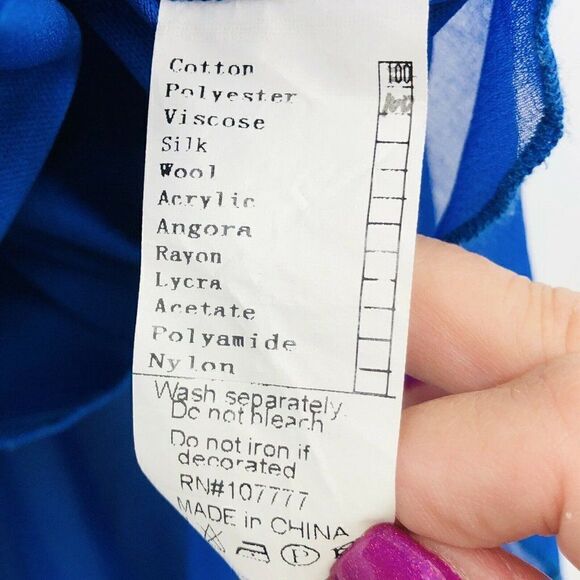 Cotton 100
Polyester
Viscose
Silk
Wool
Acrylic
Angora
Rayon
Lycra
Acetate
Polyamide
Nylon
Wash separately.
Do not bleach
Do not iron if
decorated
RN#107777
MADE in CHINA
P